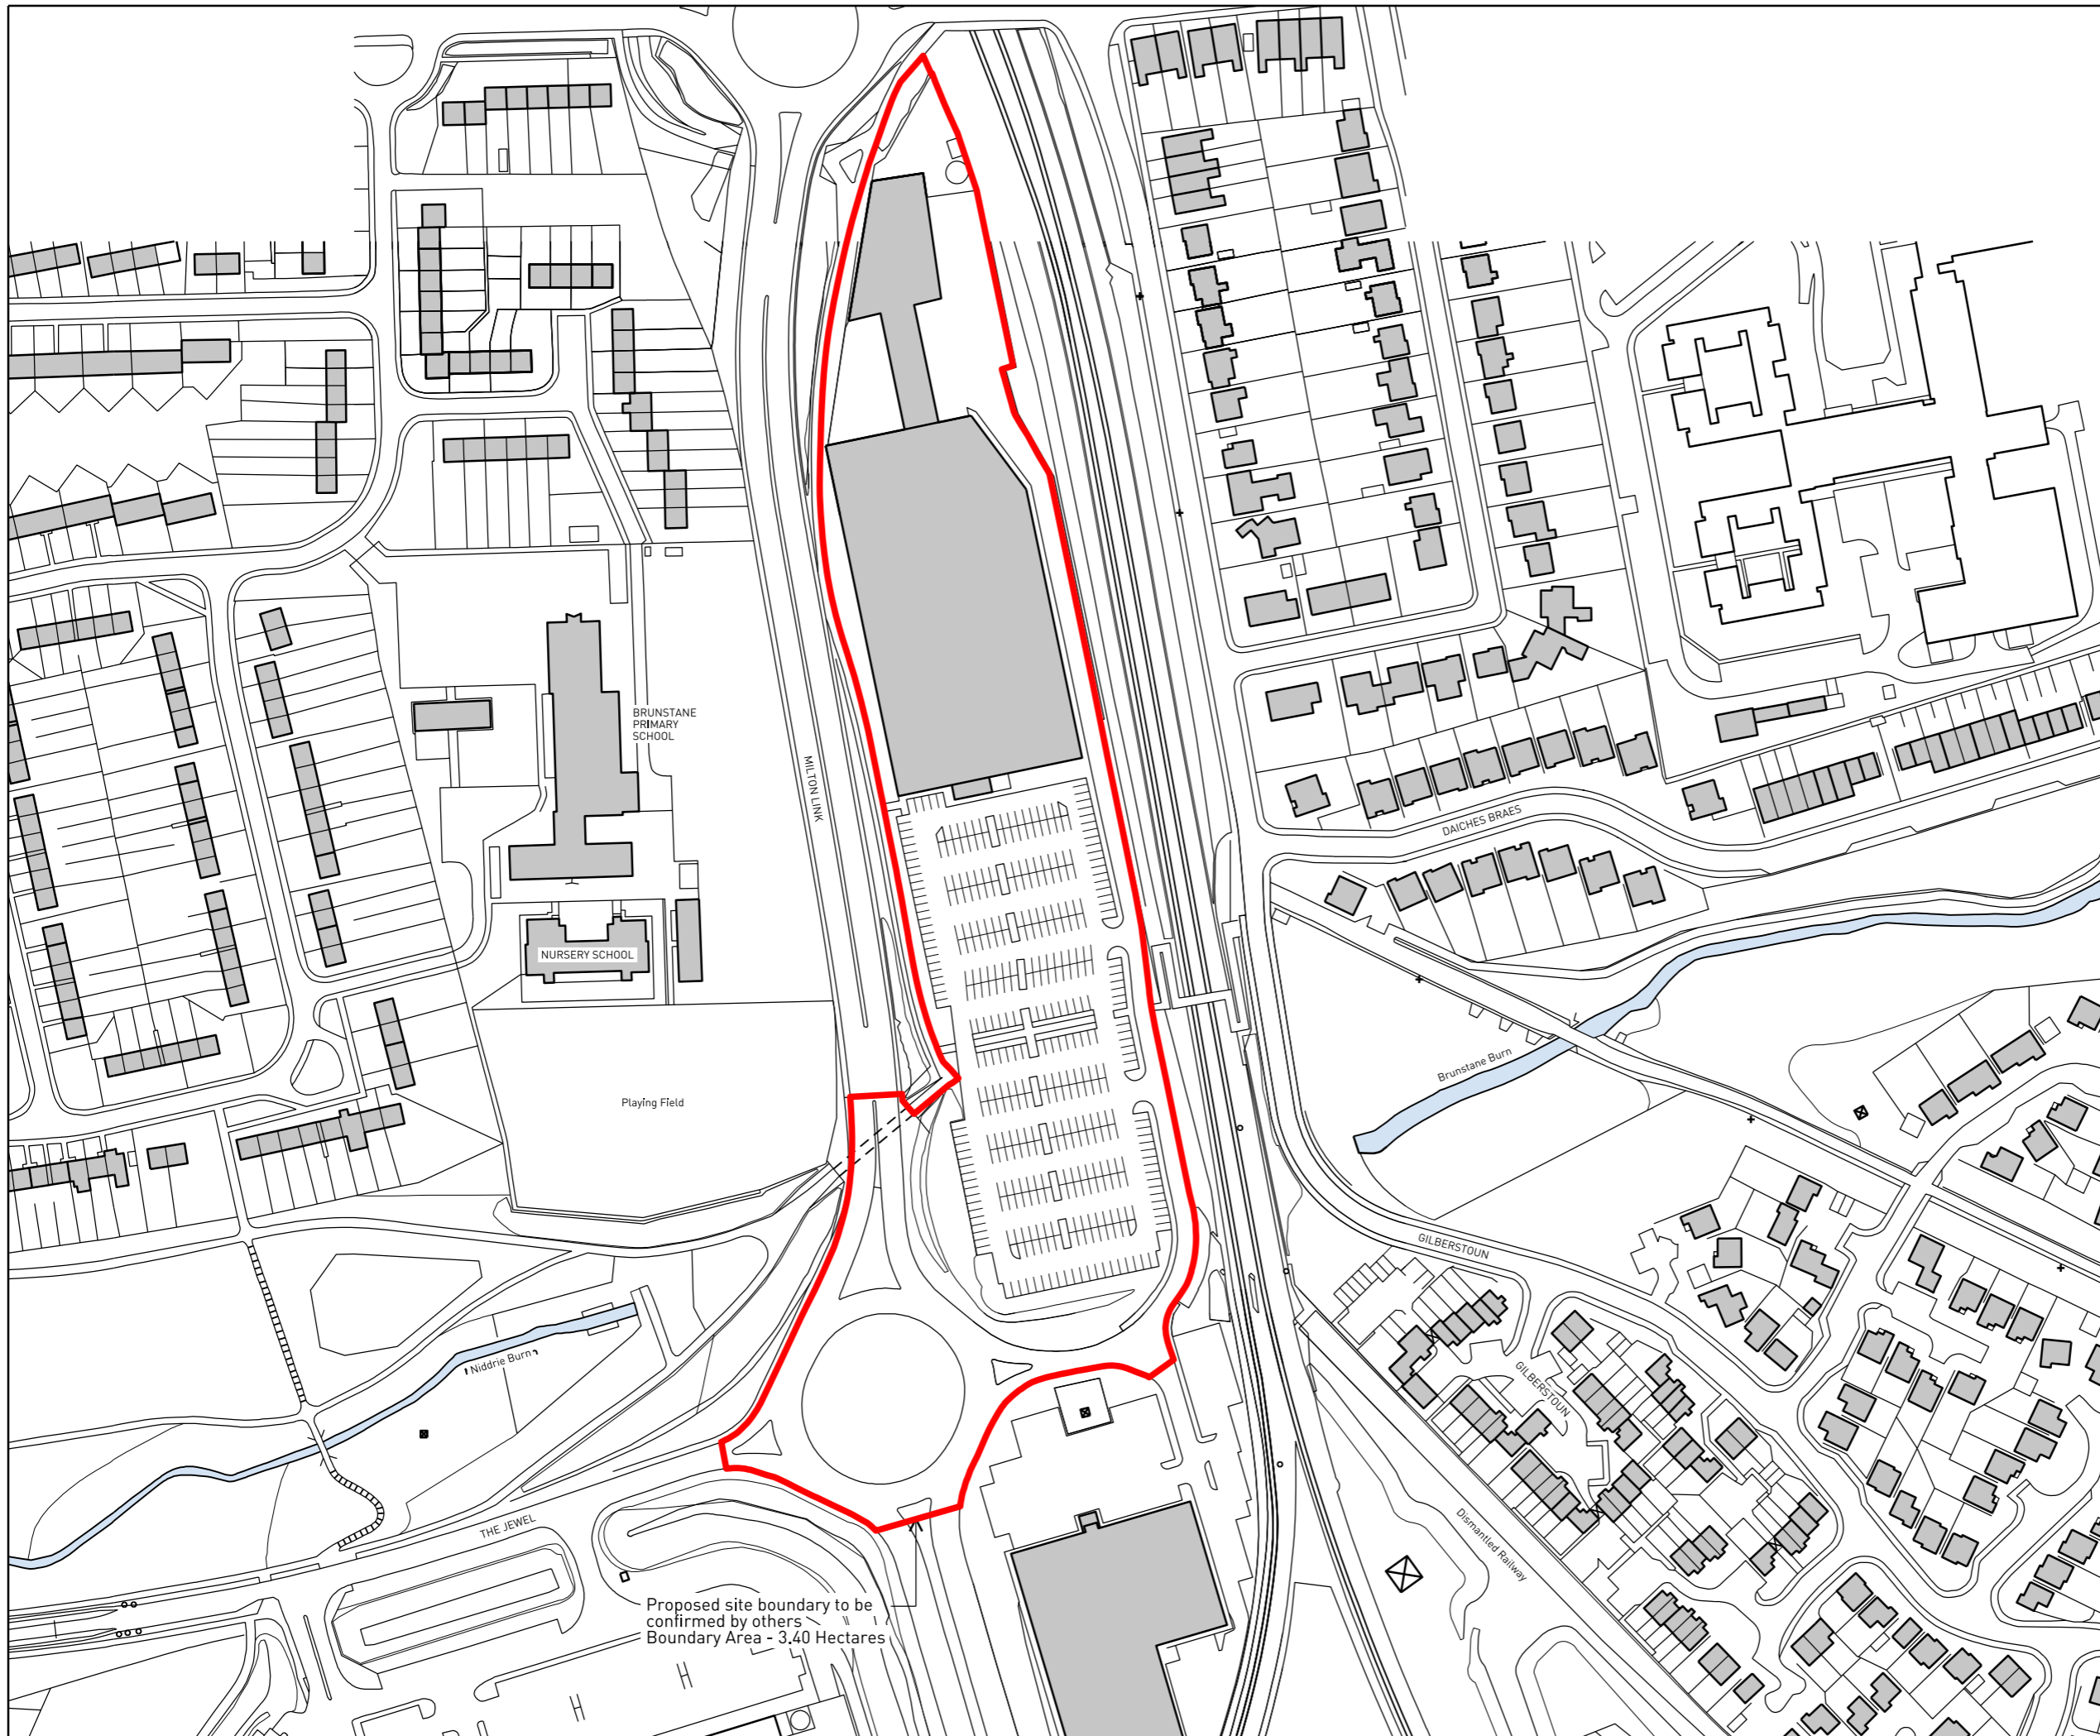 BRUNSTANE
PRIMARY
SCHOOL
MILTON LINK
DAICHES BRAES
NURSERY SCHOOL
Brunstane Burn
Playing Field
GILBERSTOUN
Niddrie Burn
GILBERSTOUN
THE JEWEL
Dismantled Railway
Proposed site boundary to be
confirmed by others
Boundary Area - 3.40 Hectares